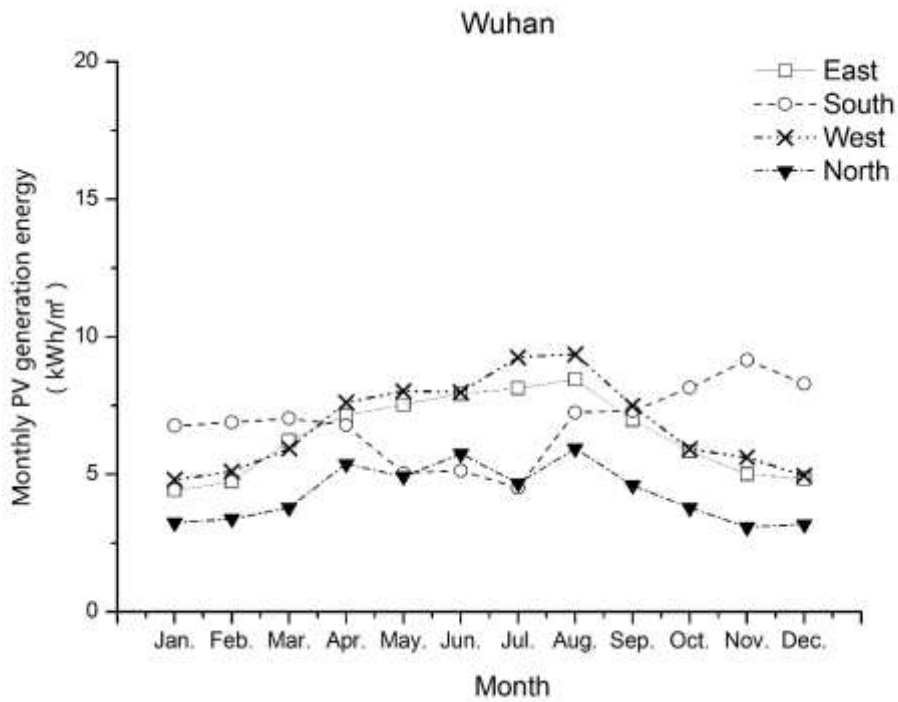 Wuhan
East
South
West
North
Monthly PV generation energy
( kWh/㎡ )
20
15
10
5
0
Jan. Feb. Mar. Apr. May. Jun. Jul. Aug. Sep. Oct. Nov. Dec.
Month